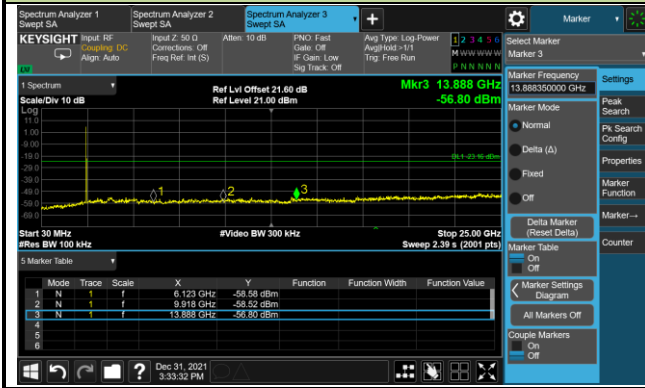 Spectrum Analyzer 1
Swept SA
Spectrum Analyzer 2
Swept SA
Spectrum Analyzer 3
Swept SA
+
Marker
KEYSIGHT
Input: RF
Coupling: DC
Align: Auto
Input Z: 50 Ω
Corrections: Off
Freq Ref: Int (S)
Atten: 10 dB
PNO: Fast
Gate: Off
IF Gain: Low
Sig Track: Off
Avg Type: Log-Power
Avg|Hold:>1/1
Trig: Free Run
1 2 3 4 5 6
M W W W W W
P N N N N N
LV
Select Marker
Marker 3
1 Spectrum
Scale/Div 10 dB
Ref Lvl Offset 21.60 dB
Ref Level 21.00 dBm
Mkr3 13.888 GHz
-56.80 dBm
Log
11.0
1.00
-9.00
-19.0
-29.0
-39.0
-49.0
-59.0
-69.0
DL1 -23.16 dBm
1
2
3
Start 30 MHz
#Res BW 100 kHz
#Video BW 300 kHz
Stop 25.00 GHz
Sweep 2.39 s (2001 pts)
5 Marker Table
Mode Trace Scale X Y Function Function Width Function Value
1 N 1 f 6.123 GHz -58.58 dBm
2 N 1 f 9.918 GHz -58.52 dBm
3 N 1 f 13.888 GHz -56.80 dBm
4
5
6
Marker Frequency
13.888350000 GHz
Marker Mode
Normal
Delta (Δ)
Fixed
Off
Delta Marker
(Reset Delta)
Marker Table
On
Off
Marker Settings
Diagram
All Markers Off
Couple Markers
On
Off
Settings
Peak
Search
Pk Search
Config
Properties
Marker
Function
Marker→
Counter
?
Dec 31, 2021
3:33:32 PM